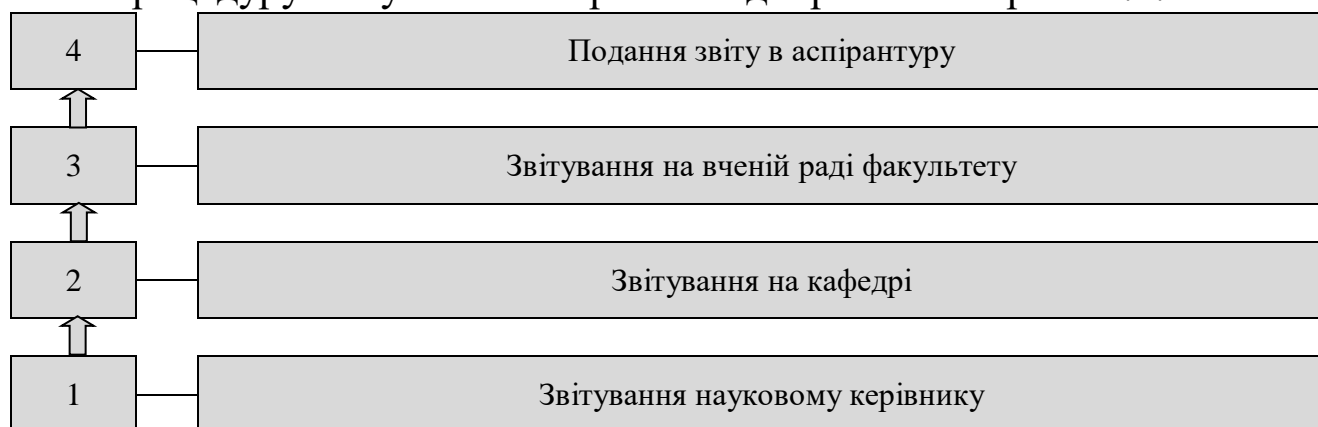 4 Подання звіту в аспірантуру
3 Звітування на вченій раді факультету
2 Звітування на кафедрі
1 Звітування науковому керівнику